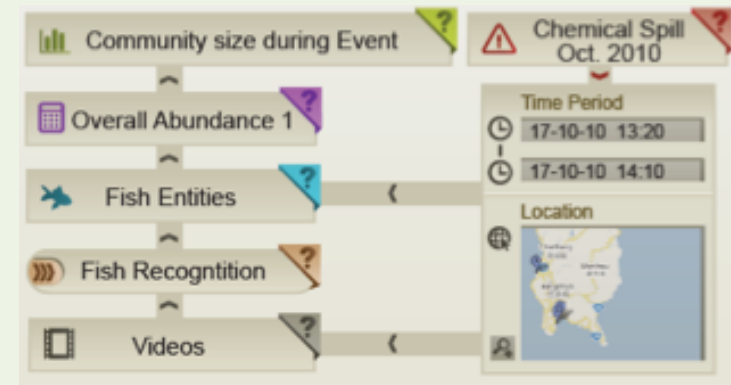 Community size during Event ?
Chemical Spill ?
Oct. 2010
Overall Abundance 1 ?
Time Period
17-10-10 13:20
17-10-10 14:10
Fish Entities ?
Location
Fish Recogntition ?
Videos ?